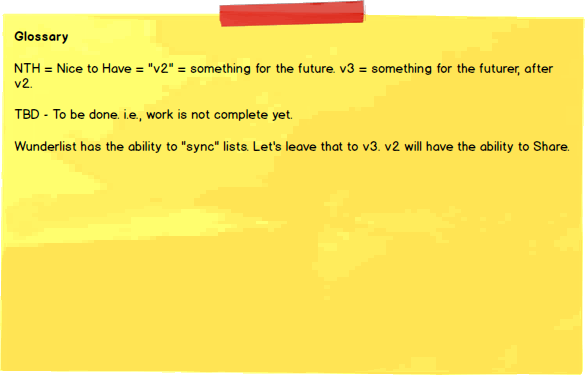 Glossary
NTH = Nice to Have = "v2" = something for the future. v3 = something for the futurer, after
v2.
TBD - To be done. i.e., work is not complete yet.
Wunderlist has the ability to "sync" lists. Let's leave that to v3. v2 will have the ability to Share.